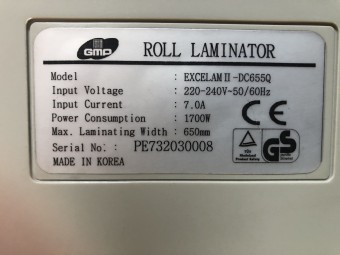 GMP
ROLL LAMINATOR
Model : EXCELAM II-DC655Q
Input Voltage : 220-240V~50/60Hz
Input Current : 7.0A
Power Consumption : 1700W
Max. Laminating Width : 650mm
Serial No. : PE732030008
MADE IN KOREA
CE
GS